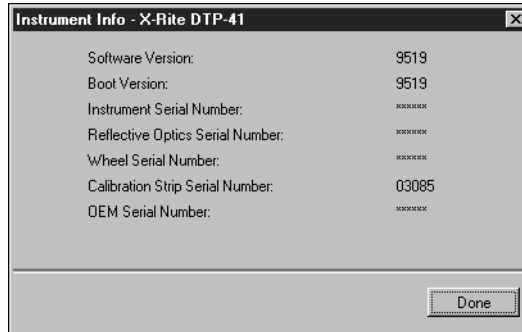 Instrument Info - X-Rite DTP-41
Software Version: 9519
Boot Version: 9519
Instrument Serial Number: ******
Reflective Optics Serial Number: ******
Wheel Serial Number: ******
Calibration Strip Serial Number: 03085
OEM Serial Number: ******
Done